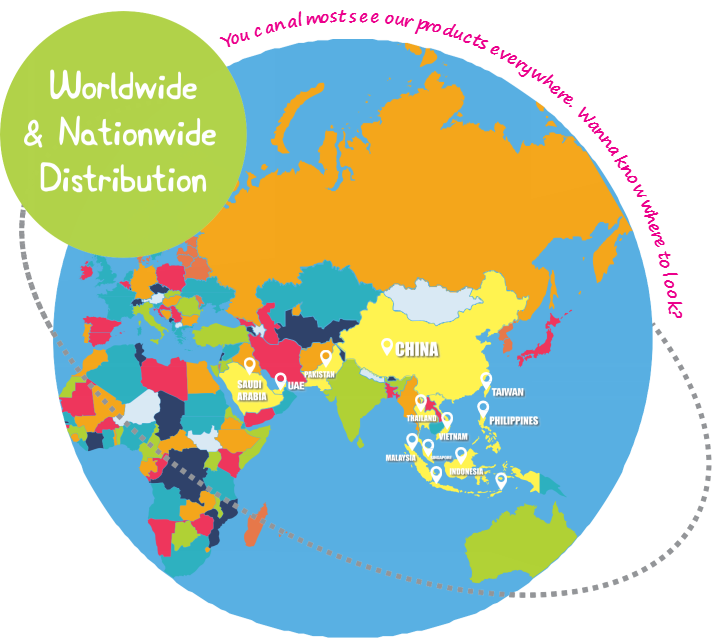 You can almost see our products everywhere. Wanna know where to look?
Worldwide
& Nationwide
Distribution
CHINA
PAKISTAN
SAUDI
ARABIA
UAE
TAIWAN
THAILAND
PHILIPPINES
VIETNAM
MALAYSIA
SINGAPORE
INDONESIA